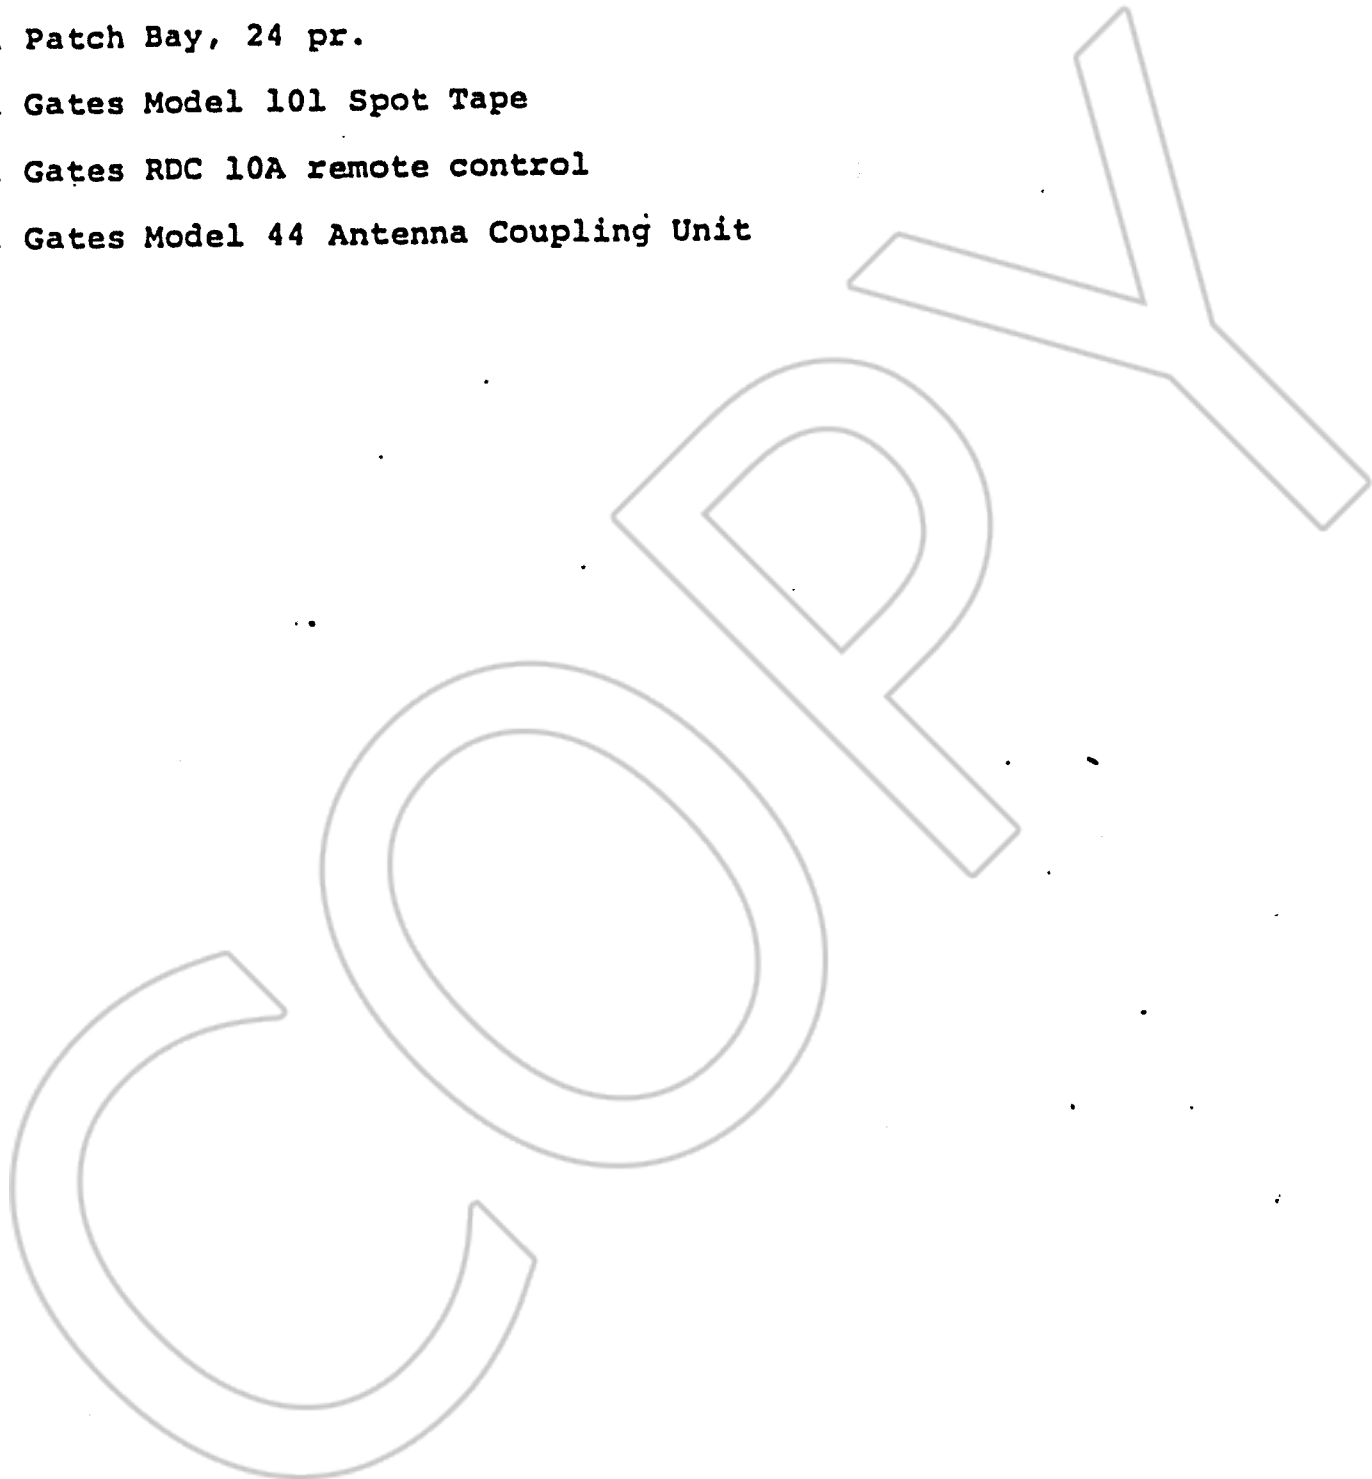 Patch Bay, 24 pr.
Gates Model 101 Spot Tape
Gates RDC 10A remote control
Gates Model 44 Antenna Coupling Unit
COPY